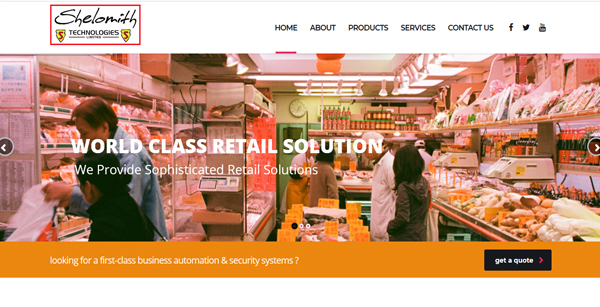 Shelomith
TECHNOLOGIES
LIMITED
HOME ABOUT PRODUCTS SERVICES CONTACT US
WORLD CLASS RETAIL SOLUTION
We Provide Sophisticated Retail Solutions
looking for a first-class business automation & security systems ?
get a quote